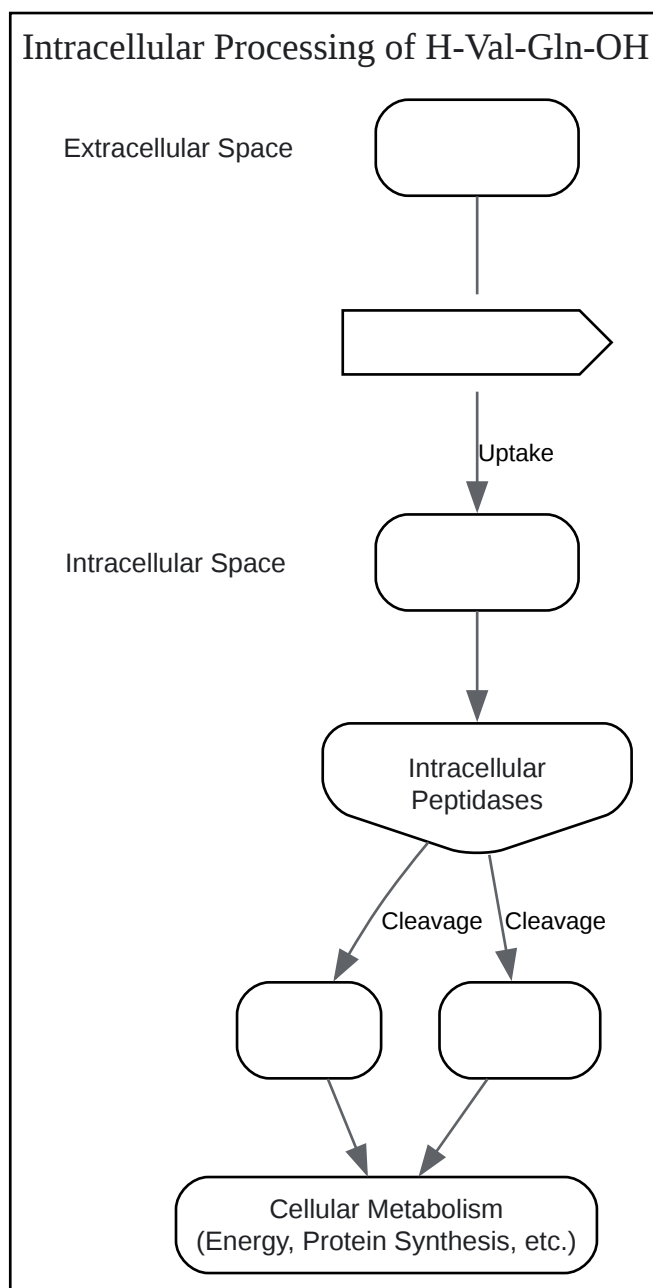 Intracellular Processing of H-Val-Gln-OH
Extracellular Space
Uptake
Intracellular Space
Intracellular
Peptidases
Cleavage
Cleavage
Cellular Metabolism
(Energy, Protein Synthesis, etc.)